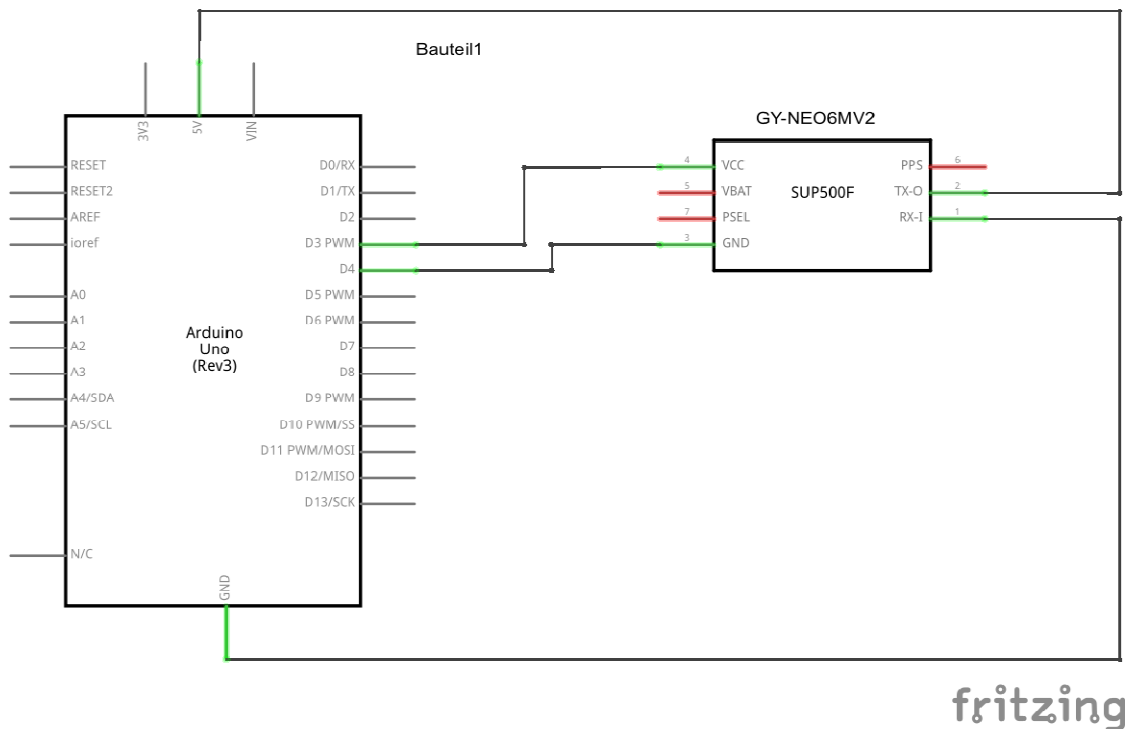 Bauteil1
3V3
5V
VIN
RESET
RESET2
AREF
ioref
A0
A1
A2
A3
A4/SDA
A5/SCL
N/C
Arduino
Uno
(Rev3)
D0/RX
D1/TX
D2
D3 PWM
D4
D5 PWM
D6 PWM
D7
D8
D9 PWM
D10 PWM/SS
D11 PWM/MOSI
D12/MISO
D13/SCK
GND
GY-NEO6MV2
4 VCC
5 VBAT
7 PSEL
3 GND
SUP500F
PPS 6
TX-O 2
RX-I 1
fritzing